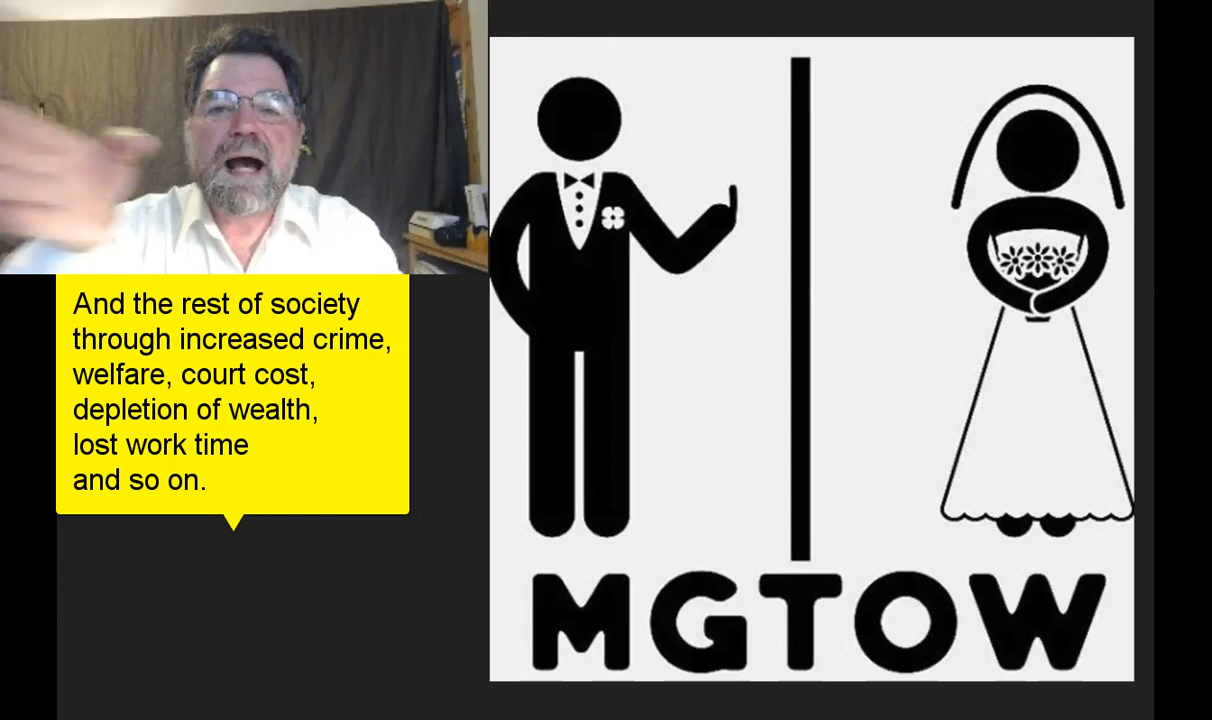 And the rest of society
through increased crime,
welfare, court cost,
depletion of wealth,
lost work time
and so on.
MGTOW